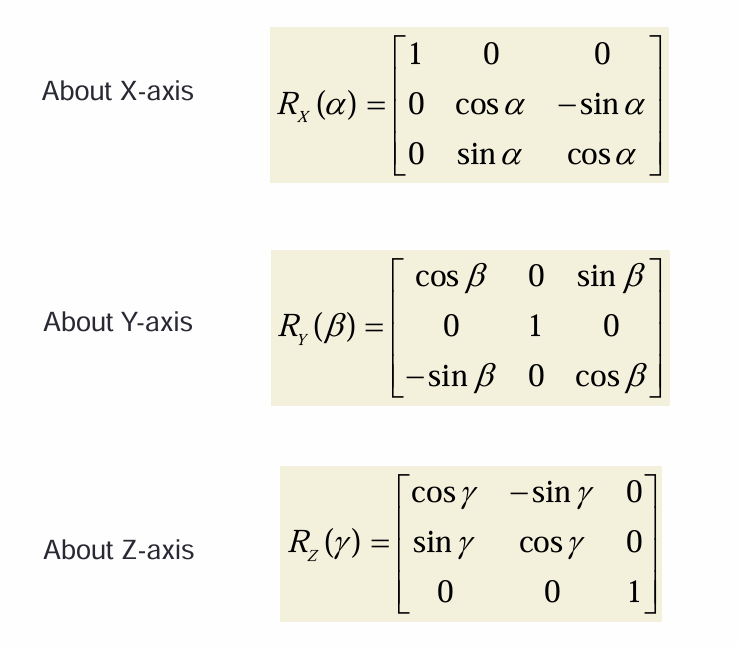 About X-axis
R_X(α) = [1 0 0
0 cos α −sin α
0 sin α cos α]
About Y-axis
R_Y(β) = [cos β 0 sin β
0 1 0
−sin β 0 cos β]
About Z-axis
R_Z(γ) = [cos γ −sin γ 0
sin γ cos γ 0
0 0 1]